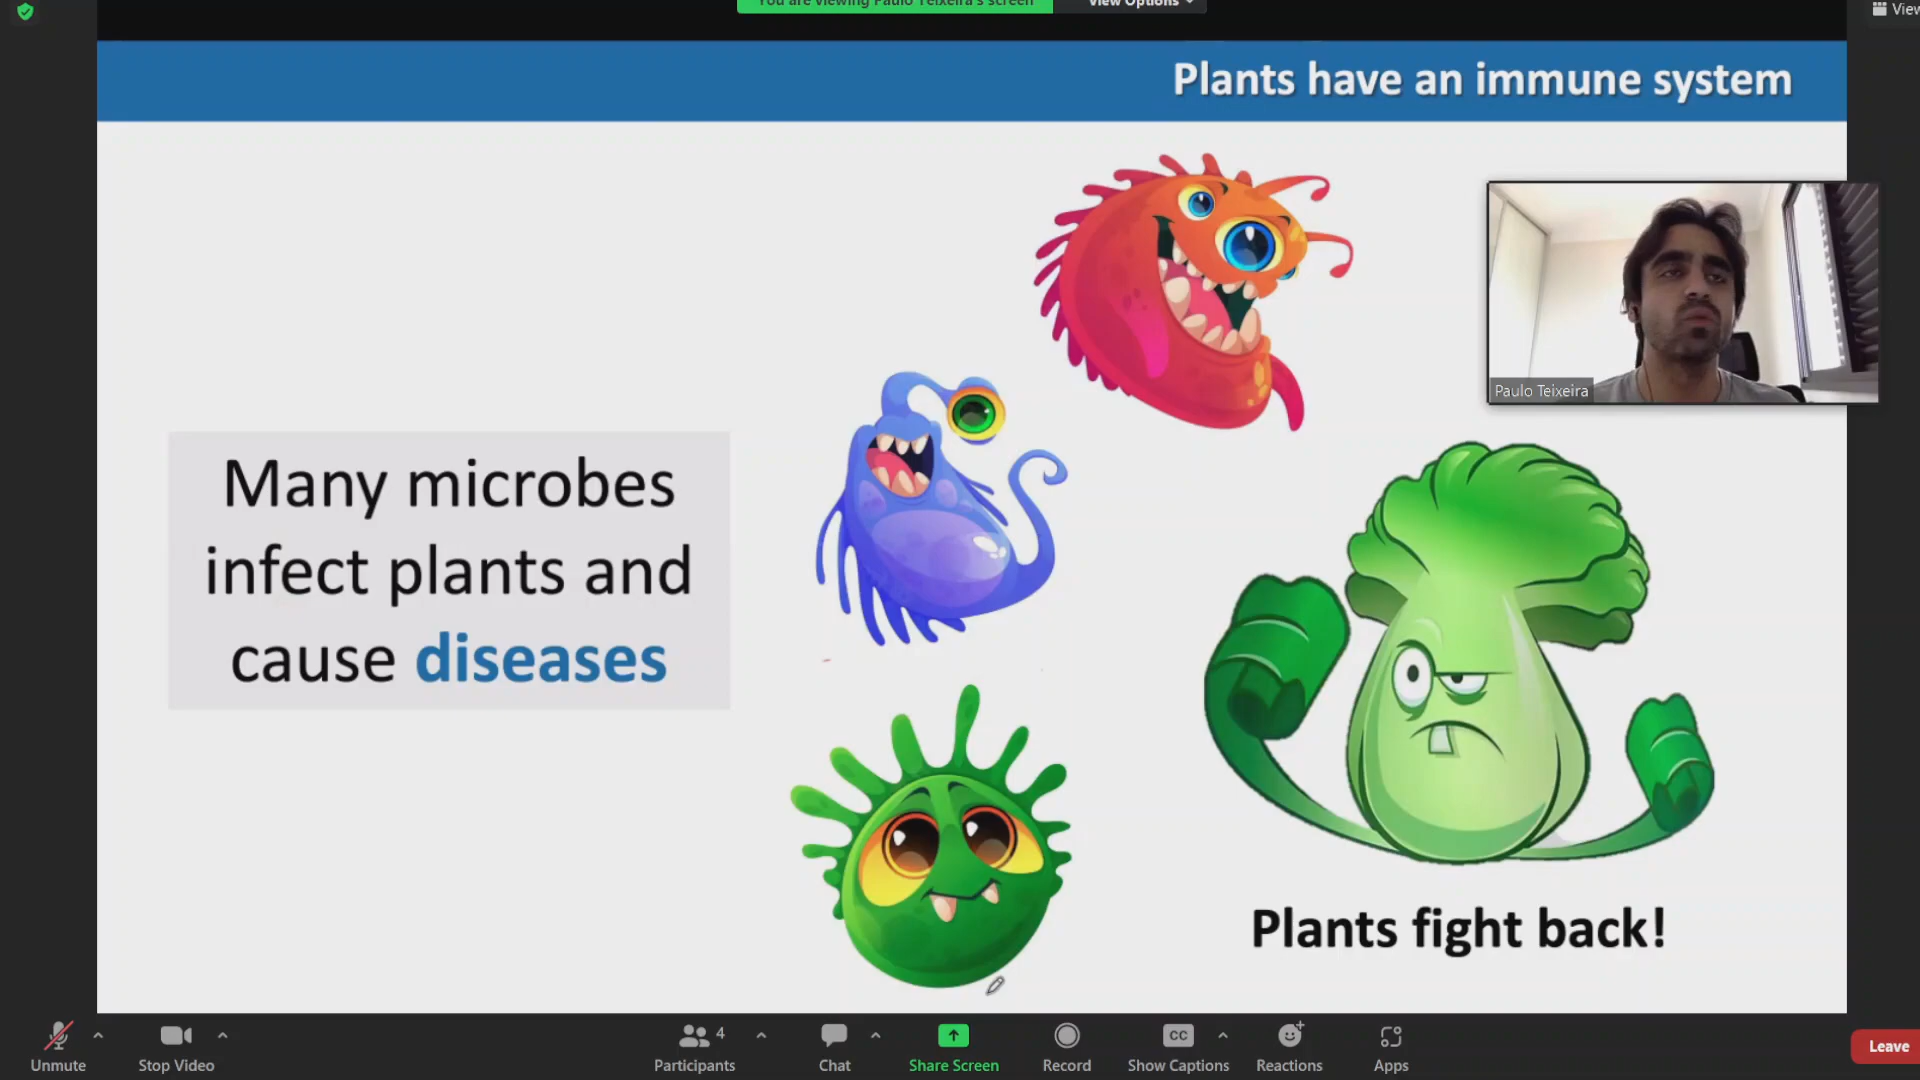 You are viewing Paulo Teixeira's screen
View Options
View
Plants have an immune system
Paulo Teixeira
Many microbes
infect plants and
cause diseases
Plants fight back!
Unmute
Stop Video
Participants
4
Chat
Share Screen
Record
CC
Show Captions
Reactions
Apps
Leave